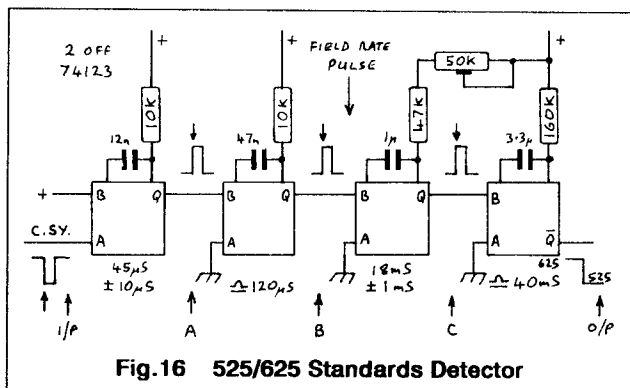 2 OFF
74123
+
+
+
FIELD RATE
PULSE
50K
10K
10K
47K
160K
12n
47n
1μ
3·3μ
+
B Q
B Q
B Q
B Q̅
C.SY.
A
A
A
A
625
525
45μS
±10μS
≏120μS
18mS
±1mS
≏40mS
I/P
A
B
C
O/P
Fig.16 525/625 Standards Detector